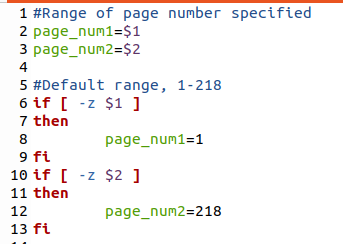 1 #Range of page number specified
2 page_num1=$1
3 page_num2=$2
4
5 #Default range, 1-218
6 if [ -z $1 ]
7 then
8         page_num1=1
9 fi
10 if [ -z $2 ]
11 then
12         page_num2=218
13 fi